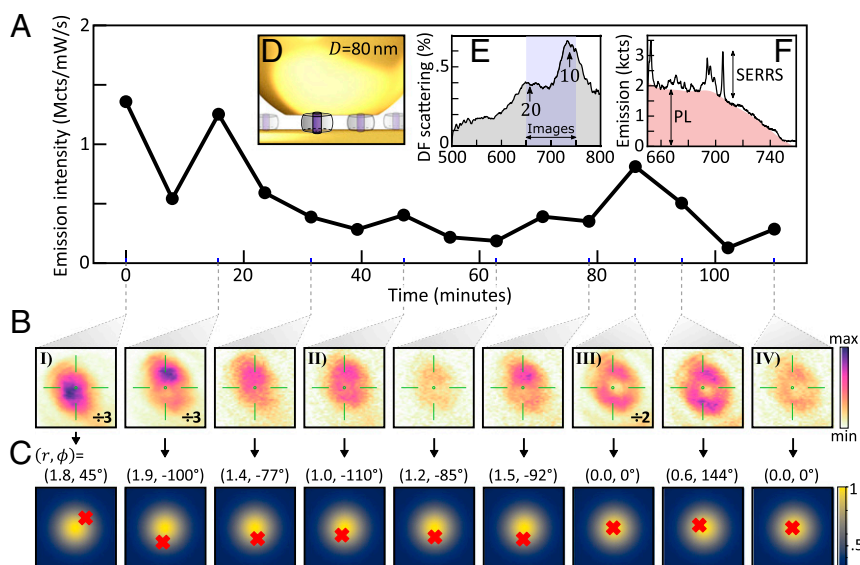 A
Emission intensity (Mcts/mW/s)
2
1
0
0
20
40
60
80
100
Time (minutes)
D
D=80 nm
E
DF scattering (%)
.5
0
20
10
Images
500
600
700
800
F
Emission (kcts)
4
3
2
1
0
SERRS
PL
660
700
740
B
I)
÷3
÷3
II)
III)
÷2
IV)
max
min
C
(r, ϕ)=
(1.8, 45°)
(1.9, -100°)
(1.4, -77°)
(1.0, -110°)
(1.2, -85°)
(1.5, -92°)
(0.0, 0°)
(0.6, 144°)
(0.0, 0°)
1
.5